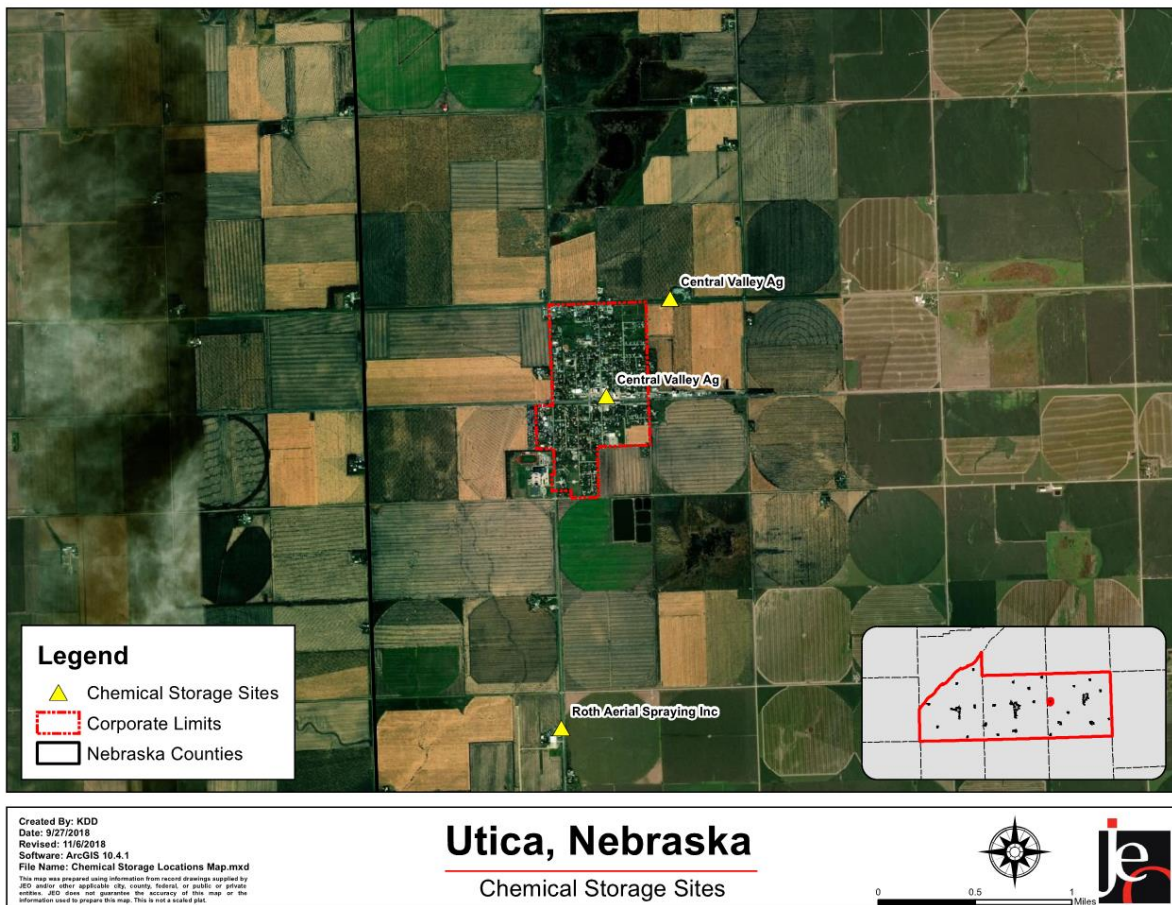 Central Valley Ag
Central Valley Ag
Roth Aerial Spraying Inc
Legend
Chemical Storage Sites
Corporate Limits
Nebraska Counties
Created By: KDD
Date: 9/27/2018
Revised: 11/6/2018
Software: ArcGIS 10.4.1
File Name: Chemical Storage Locations Map.mxd
This map was prepared using information from record drawings supplied by
JEO and/or other applicable city, county, federal, or public or private
entities. JEO does not guarantee the accuracy of this map or the
information used to prepare this map. This is not a scaled plat.
Utica, Nebraska
Chemical Storage Sites
0 0.5 1
Miles
jeo